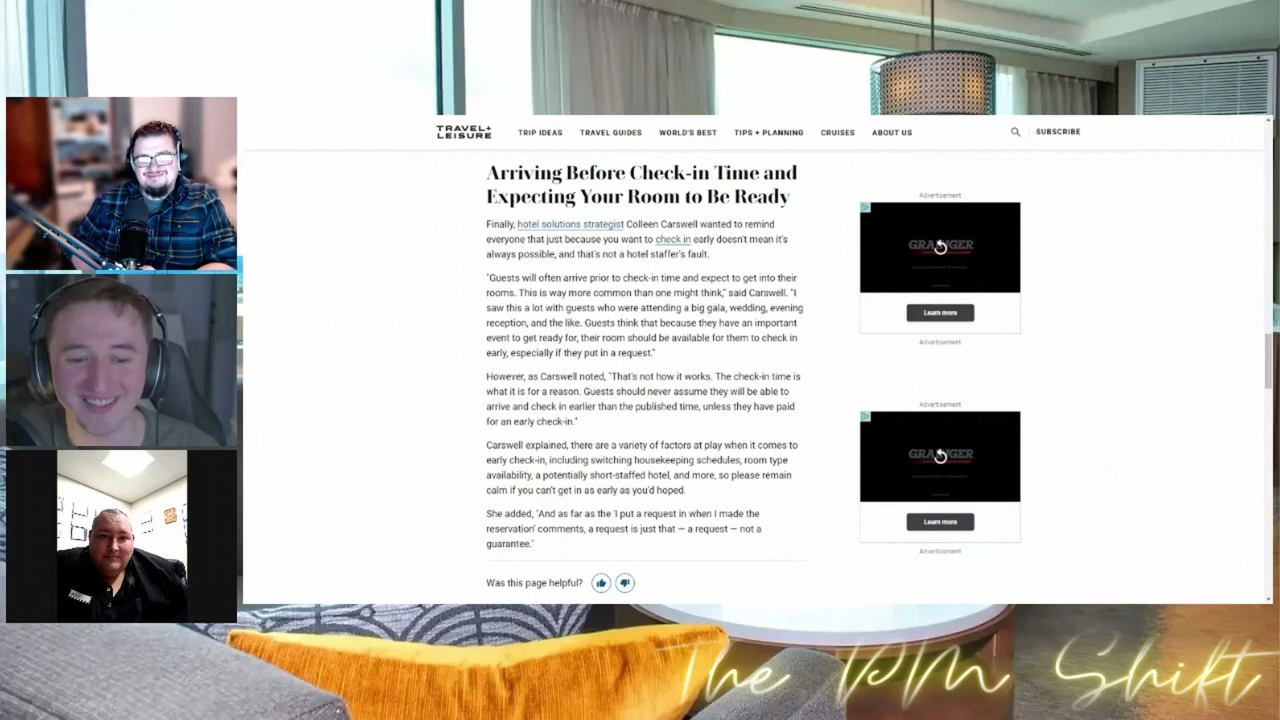 TRAVEL+
LEISURE
TRIP IDEAS
TRAVEL GUIDES
WORLD'S BEST
TIPS + PLANNING
CRUISES
ABOUT US
SUBSCRIBE
Arriving Before Check-in Time and
Expecting Your Room to Be Ready
Finally, hotel solutions strategist Colleen Carswell wanted to remind
everyone that just because you want to check in early doesn't mean it's
always possible, and that's not a hotel staffer's fault.
"Guests will often arrive prior to check-in time and expect to get into their
rooms. This is way more common than one might think," said Carswell. "I
saw this a lot with guests who were attending a big gala, wedding, evening
reception, and the like. Guests think that because they have an important
event to get ready for, their room should be available for them to check in
early, especially if they put in a request."
However, as Carswell noted, "That's not how it works. The check-in time is
what it is for a reason. Guests should never assume they will be able to
arrive and check in earlier than the published time, unless they have paid
for an early check-in."
Carswell explained, there are a variety of factors at play when it comes to
early check-in, including switching housekeeping schedules, room type
availability, a potentially short-staffed hotel, and more, so please remain
calm if you can't get in as early as you'd hoped.
She added, "And as far as the 'I put a request in when I made the
reservation' comments, a request is just that — a request — not a
guarantee."
Was this page helpful?
Advertisement
GRAINGER
Learn more
Advertisement
Advertisement
GRAINGER
Learn more
Advertisement
The PM Shift